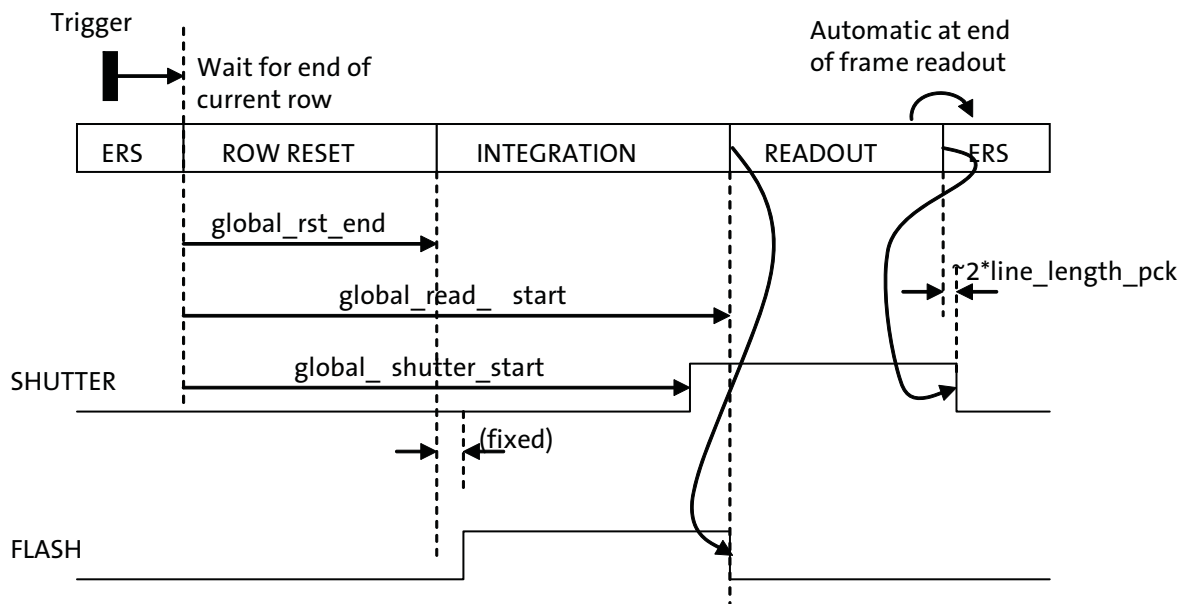 Trigger
Automatic at end
of frame readout
Wait for end of
current row
ERS
ROW RESET
INTEGRATION
READOUT
ERS
global_rst_end
~2*line_length_pck
global_read_ start
global_ shutter_start
SHUTTER
(fixed)
FLASH